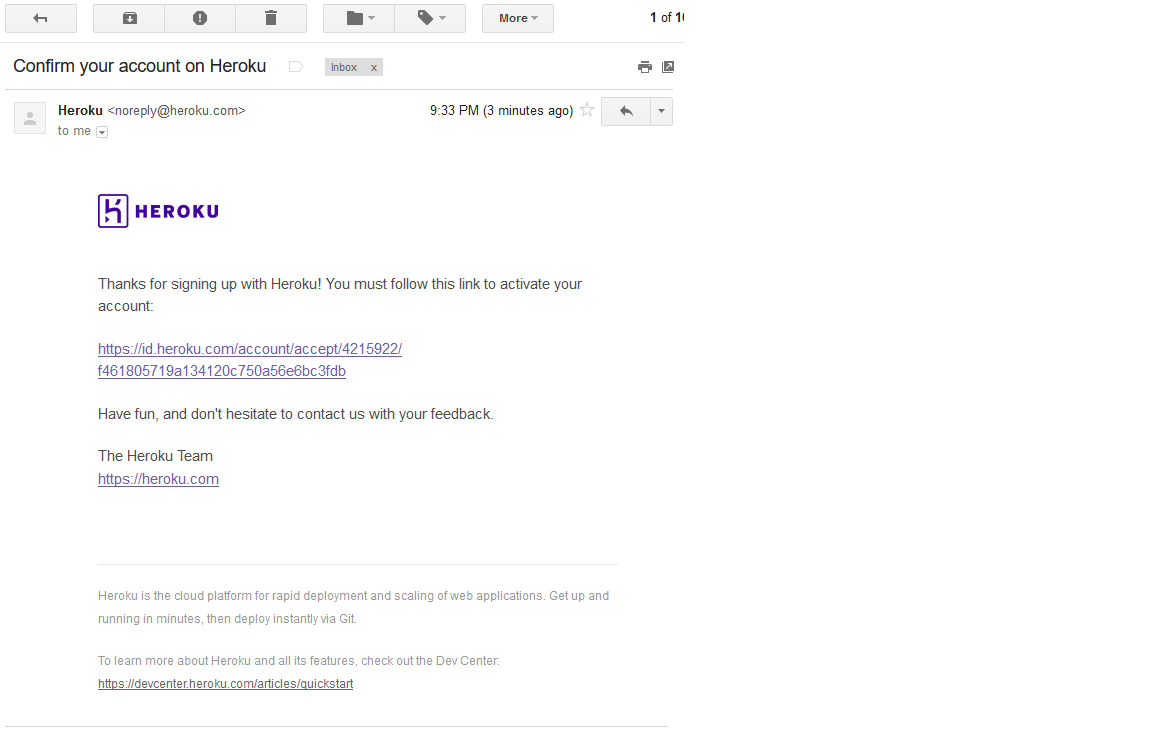 More
1 of
Confirm your account on Heroku
Inbox x
Heroku <noreply@heroku.com>
9:33 PM (3 minutes ago)
to me
HEROKU
Thanks for signing up with Heroku! You must follow this link to activate your
account:
https://id.heroku.com/account/accept/4215922/
f461805719a134120c750a56e6bc3fdb
Have fun, and don't hesitate to contact us with your feedback.
The Heroku Team
https://heroku.com
Heroku is the cloud platform for rapid deployment and scaling of web applications. Get up and
running in minutes, then deploy instantly via Git.
To learn more about Heroku and all its features, check out the Dev Center:
https://devcenter.heroku.com/articles/quickstart